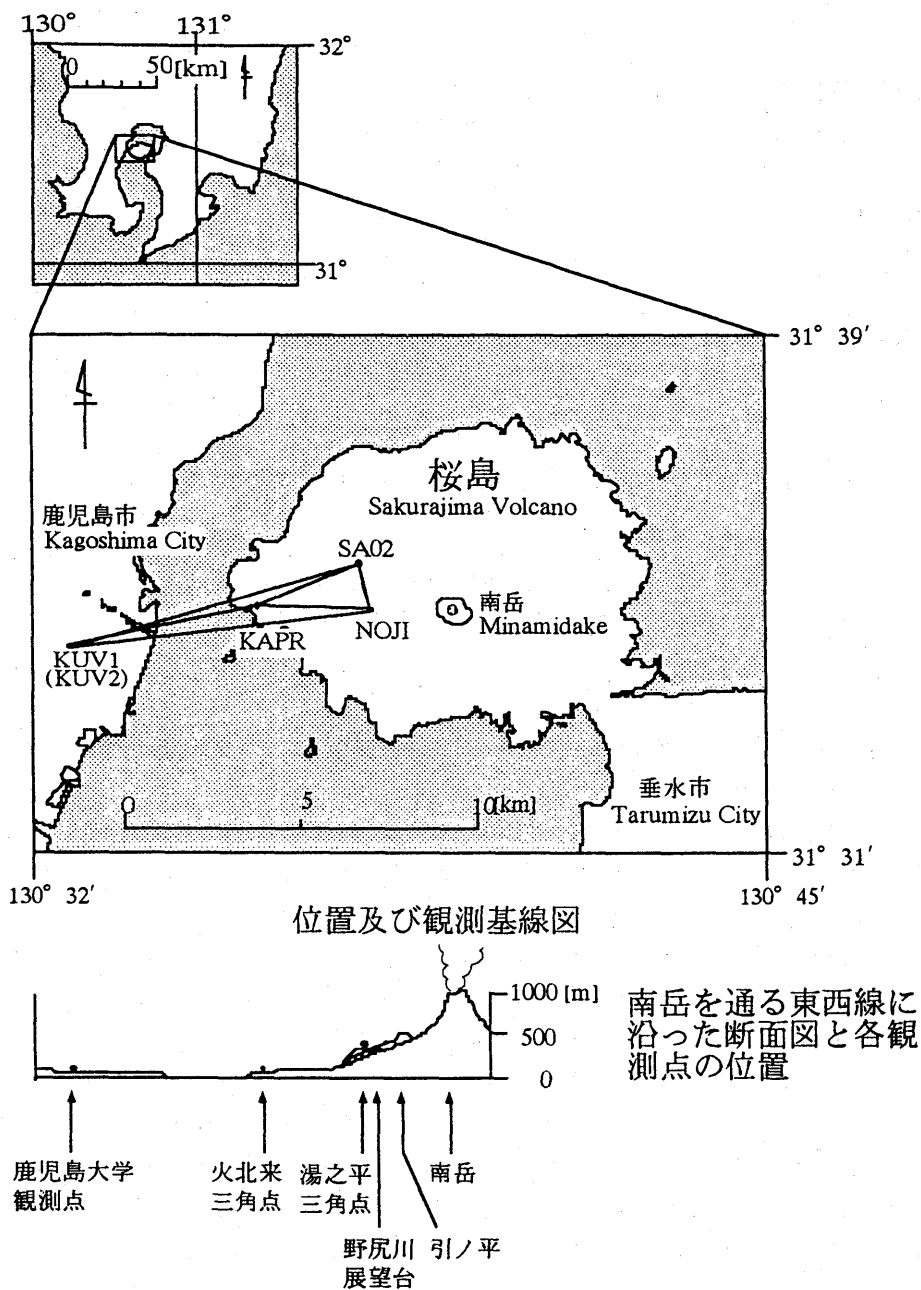 130°
131°
32°
0
50[km]
31°
31° 39′
桜島
Sakurajima Volcano
鹿児島市
Kagoshima City
SA02
南岳
Minamidake
NOJI
KAPR
KUV1
(KUV2)
0
5
10[km]
垂水市
Tarumizu City
31° 31′
130° 32′
130° 45′
位置及び観測基線図
1000 [m]
500
0
南岳を通る東西線に
沿った断面図と各観
測点の位置
鹿児島大学
観測点
火北来
三角点
湯之平
三角点
南岳
野尻川
展望台
引ノ平